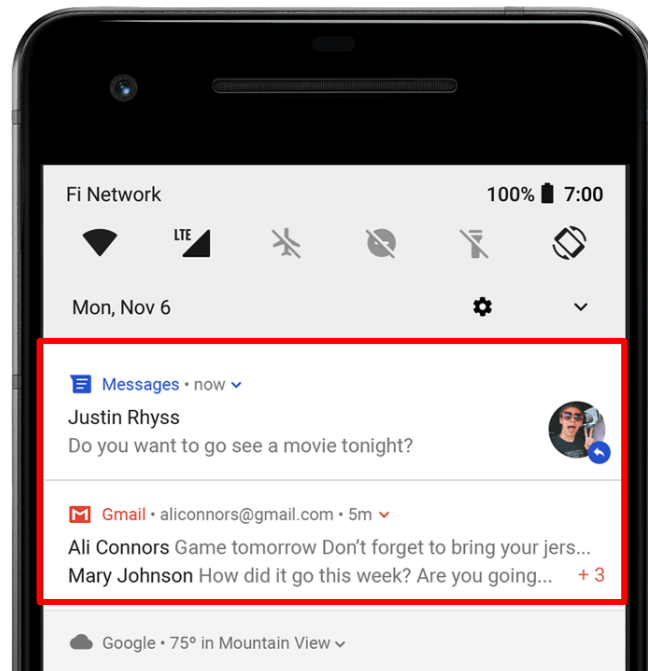 Fi Network 100% 7:00
LTE
Mon, Nov 6
Messages • now
Justin Rhyss
Do you want to go see a movie tonight?
Gmail • aliconnors@gmail.com • 5m
Ali Connors Game tomorrow Don’t forget to bring your jers...
Mary Johnson How did it go this week? Are you going... + 3
Google • 75º in Mountain View